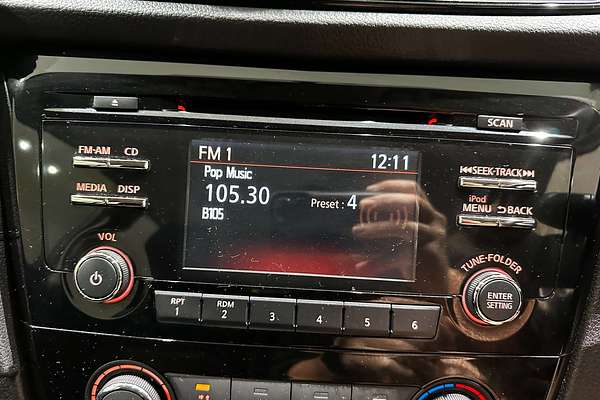 SCAN
FM-AM CD
MEDIA DISP
VOL
FM 1 12:11
Pop Music
105.30 Preset : 4
B105
SEEK·TRACK
iPod
MENU BACK
TUNE·FOLDER
ENTER
SETTING
RPT
1
RDM
2
3
4
5
6